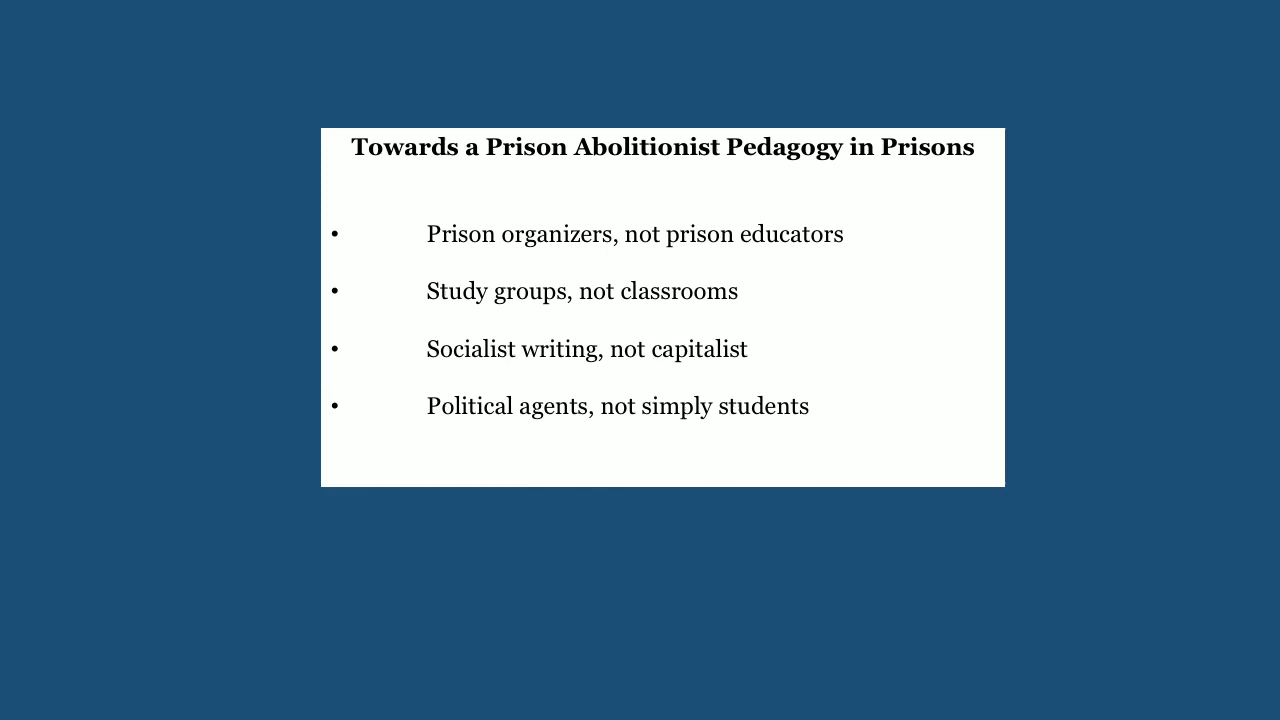 Towards a Prison Abolitionist Pedagogy in Prisons
• Prison organizers, not prison educators
• Study groups, not classrooms
• Socialist writing, not capitalist
• Political agents, not simply students